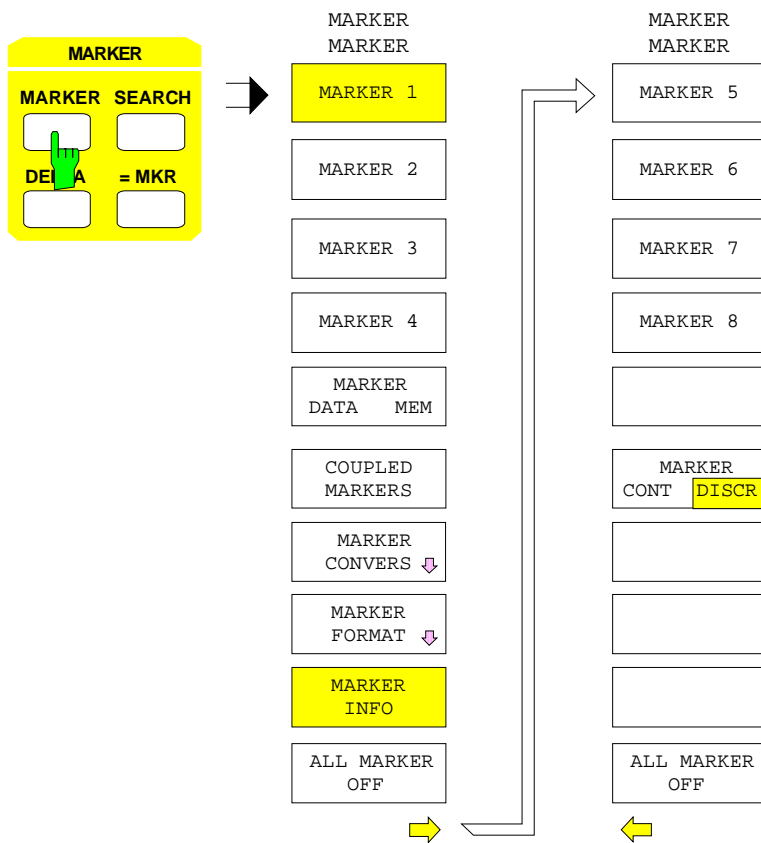 MARKER
MARKER SEARCH
DELTA = MKR
MARKER
MARKER
MARKER 1
MARKER 2
MARKER 3
MARKER 4
MARKER
DATA MEM
COUPLED
MARKERS
MARKER
CONVERS
MARKER
FORMAT
MARKER
INFO
ALL MARKER
OFF
MARKER
MARKER
MARKER 5
MARKER 6
MARKER 7
MARKER 8
MARKER
CONT DISCR
ALL MARKER
OFF